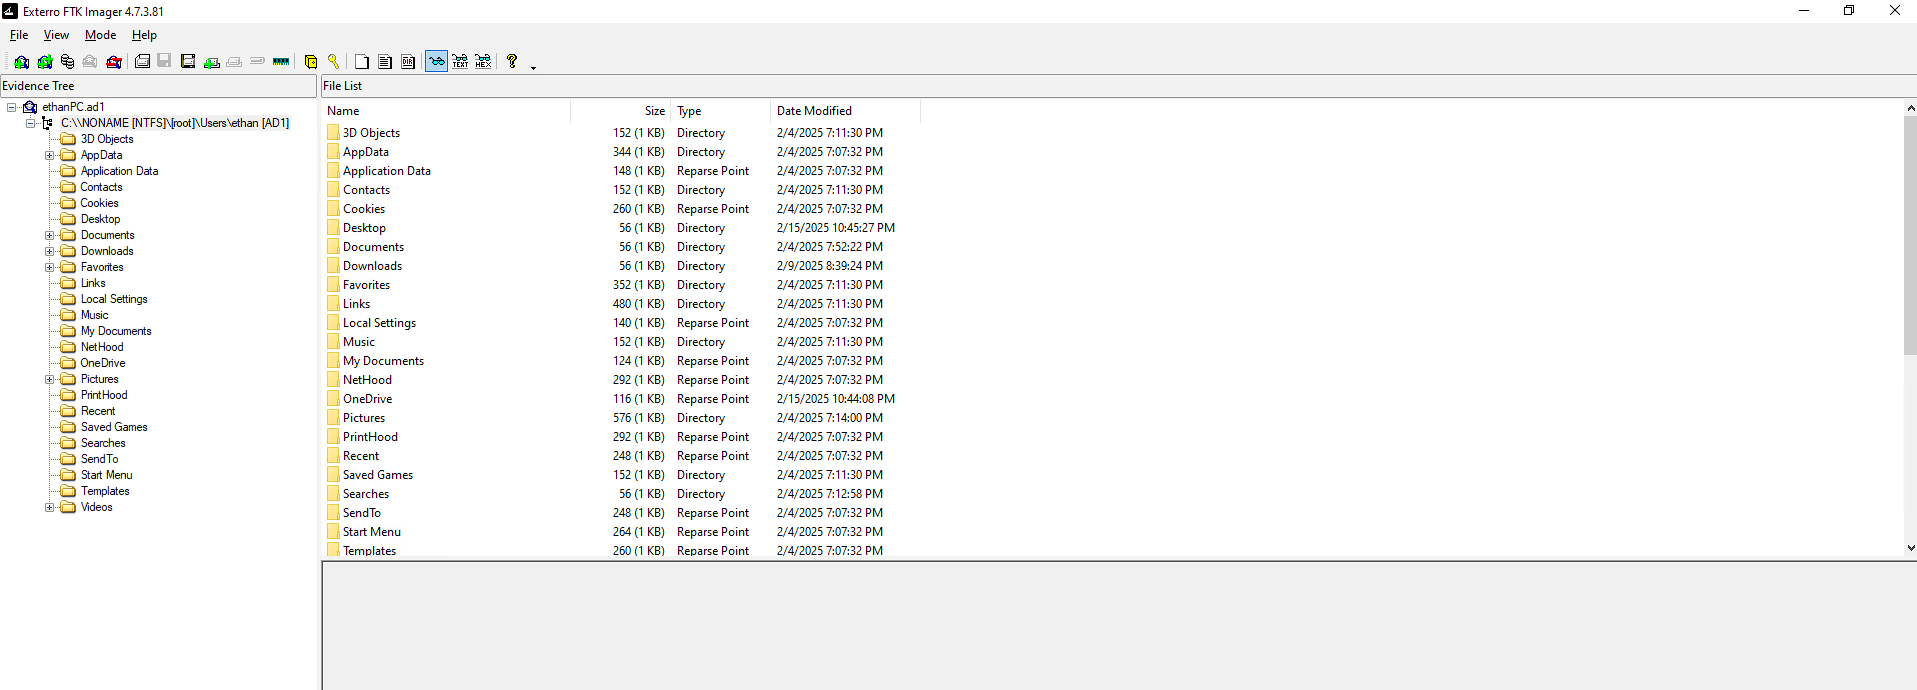 Exterro FTK Imager 4.7.3.81
File View Mode Help
TEXT HEX
Evidence Tree
ethanPC.ad1
C:\\NONAME [NTFS]\[root]\Users\ethan [AD1]
3D Objects
AppData
Application Data
Contacts
Cookies
Desktop
Documents
Downloads
Favorites
Links
Local Settings
Music
My Documents
NetHood
OneDrive
Pictures
PrintHood
Recent
Saved Games
Searches
SendTo
Start Menu
Templates
Videos
File List
Name Size Type Date Modified
3D Objects 152 (1 KB) Directory 2/4/2025 7:11:30 PM
AppData 344 (1 KB) Directory 2/4/2025 7:07:32 PM
Application Data 148 (1 KB) Reparse Point 2/4/2025 7:07:32 PM
Contacts 152 (1 KB) Directory 2/4/2025 7:11:30 PM
Cookies 260 (1 KB) Reparse Point 2/4/2025 7:07:32 PM
Desktop 56 (1 KB) Directory 2/15/2025 10:45:27 PM
Documents 56 (1 KB) Directory 2/4/2025 7:52:22 PM
Downloads 56 (1 KB) Directory 2/9/2025 8:39:24 PM
Favorites 352 (1 KB) Directory 2/4/2025 7:11:30 PM
Links 480 (1 KB) Directory 2/4/2025 7:11:30 PM
Local Settings 140 (1 KB) Reparse Point 2/4/2025 7:07:32 PM
Music 152 (1 KB) Directory 2/4/2025 7:11:30 PM
My Documents 124 (1 KB) Reparse Point 2/4/2025 7:07:32 PM
NetHood 292 (1 KB) Reparse Point 2/4/2025 7:07:32 PM
OneDrive 116 (1 KB) Reparse Point 2/15/2025 10:44:08 PM
Pictures 576 (1 KB) Directory 2/4/2025 7:14:00 PM
PrintHood 292 (1 KB) Reparse Point 2/4/2025 7:07:32 PM
Recent 248 (1 KB) Reparse Point 2/4/2025 7:07:32 PM
Saved Games 152 (1 KB) Directory 2/4/2025 7:11:30 PM
Searches 56 (1 KB) Directory 2/4/2025 7:12:58 PM
SendTo 248 (1 KB) Reparse Point 2/4/2025 7:07:32 PM
Start Menu 264 (1 KB) Reparse Point 2/4/2025 7:07:32 PM
Templates 260 (1 KB) Reparse Point 2/4/2025 7:07:32 PM